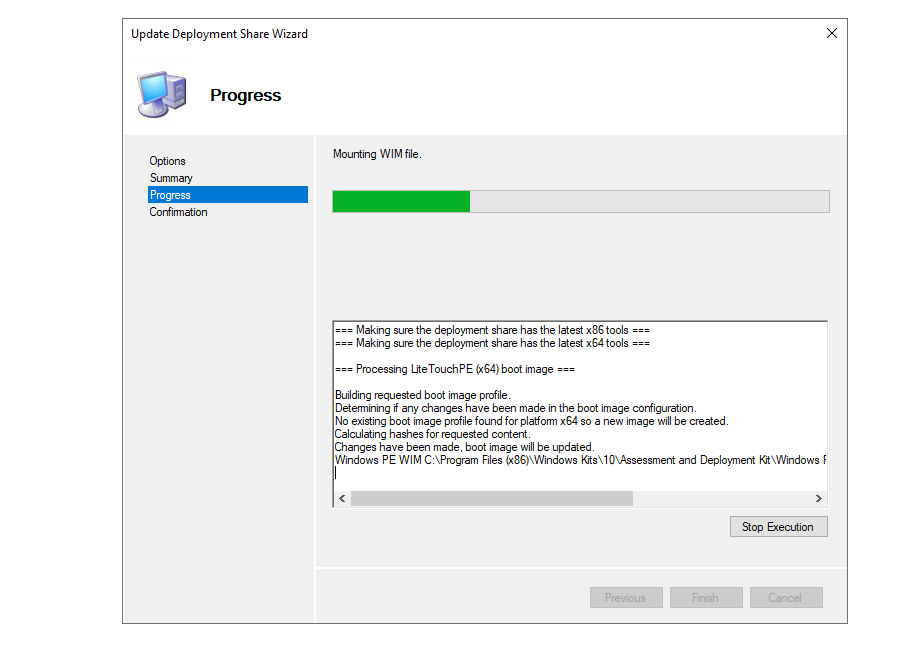 Update Deployment Share Wizard
Progress
Options
Summary
Progress
Confirmation
Mounting WIM file.
=== Making sure the deployment share has the latest x86 tools ===
=== Making sure the deployment share has the latest x64 tools ===
=== Processing LiteTouchPE (x64) boot image ===
Building requested boot image profile.
Determining if any changes have been made in the boot image configuration.
No existing boot image profile found for platform x64 so a new image will be created.
Calculating hashes for requested content.
Changes have been made, boot image will be updated.
Windows PE WIM C:\Program Files (x86)\Windows Kits\10\Assessment and Deployment Kit\Windows
Stop Execution
Previous
Finish
Cancel